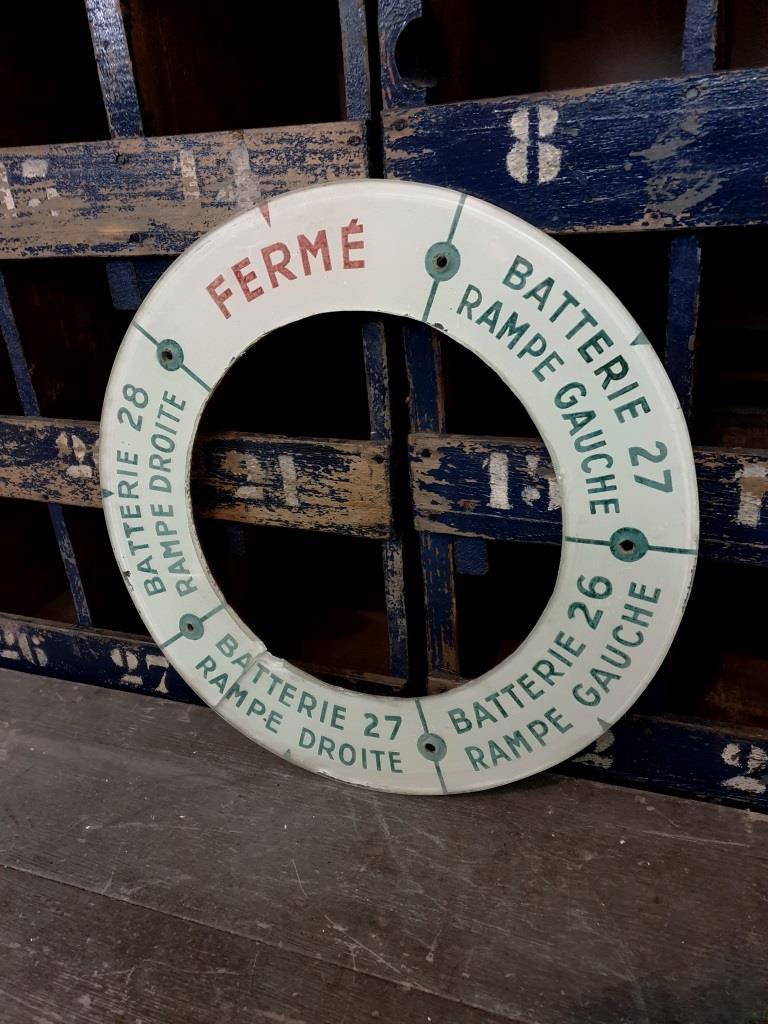 8
FERMÉ
BATTERIE 27
RAMPE GAUCHE
BATTERIE 26
RAMPE GAUCHE
BATTERIE 27
RAMPE DROITE
BATTERIE 28
RAMPE DROITE
21
26
27